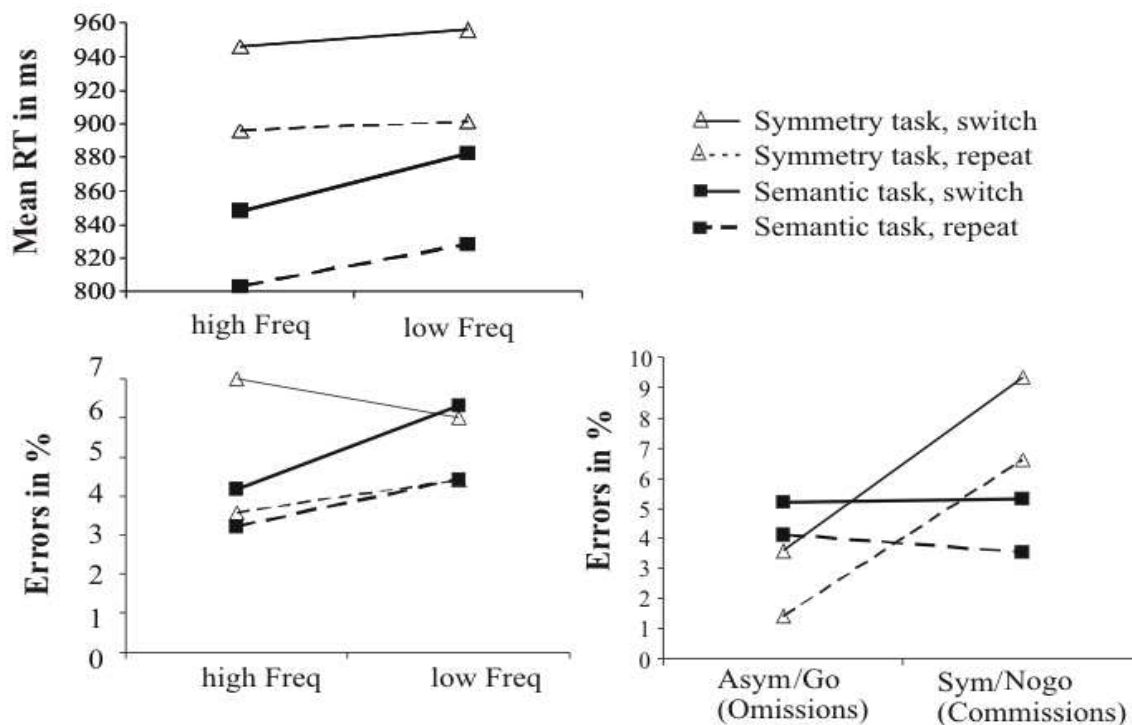 Mean RT in ms
960
940
920
900
880
860
840
820
800
high Freq
low Freq
Symmetry task, switch
Symmetry task, repeat
Semantic task, switch
Semantic task, repeat
Errors in %
7
6
5
4
3
2
1
0
high Freq
low Freq
Errors in %
10
9
8
7
6
5
4
3
2
1
0
Asym/Go
(Omissions)
Sym/Nogo
(Commissions)